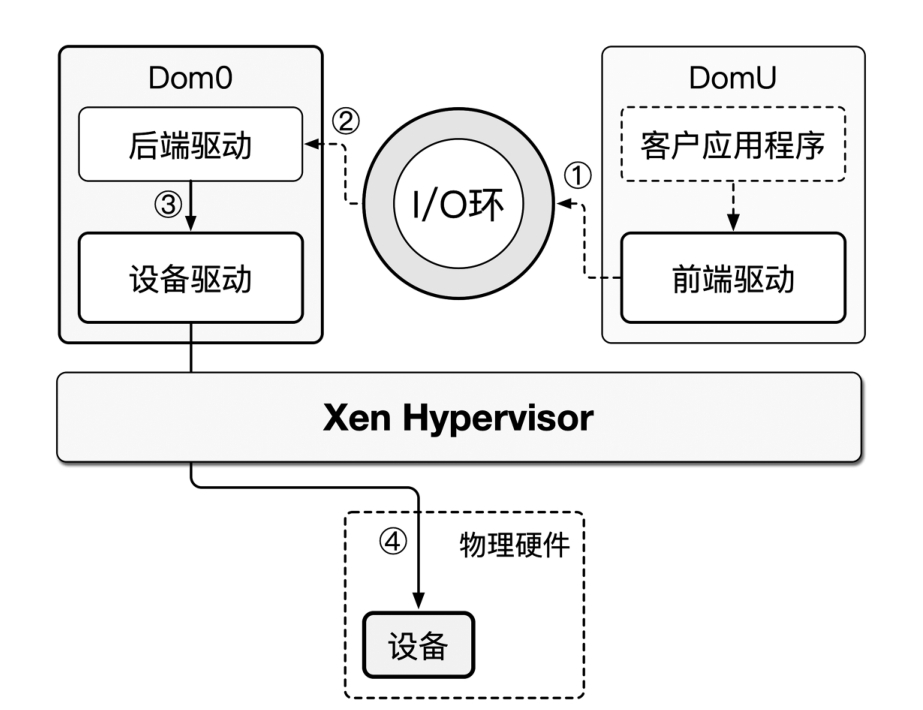 Dom0
后端驱动
③
设备驱动
②
I/O环
①
DomU
客户应用程序
前端驱动
Xen Hypervisor
④
物理硬件
设备